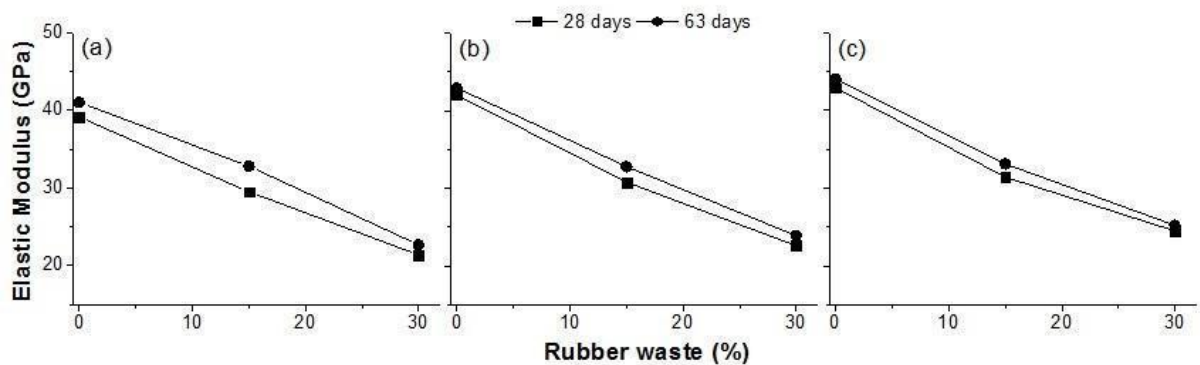 28 days 63 days
(a) (b) (c)
Elastic Modulus (GPa)
50
40
30
20
0 10 20 30 0 10 20 30 0 10 20 30
Rubber waste (%)